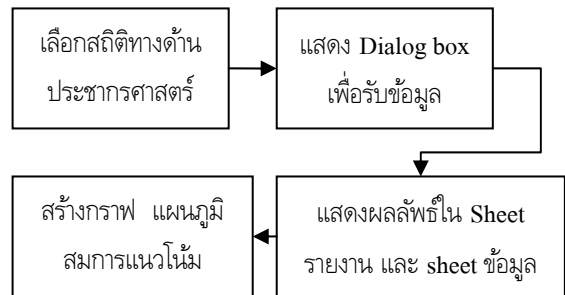 เลือกสถิติทางด้าน
ประชากรศาสตร์
แสดง Dialog box
เพื่อรับข้อมูล
แสดงผลลัพธ์ใน Sheet
รายงาน และ sheet ข้อมูล
สร้างกราฟ แผนภูมิ
สมการแนวโน้ม